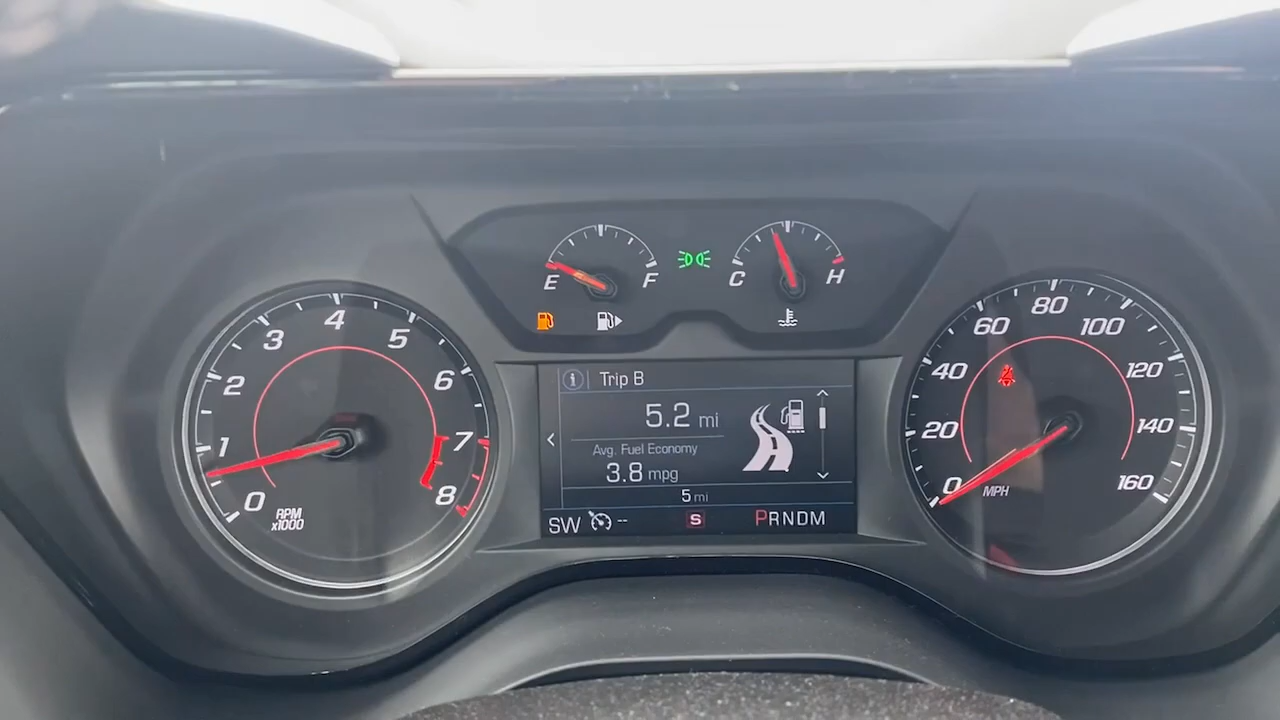 E F
C H
0 1 2 3 4 5 6 7 8
RPM
x1000
i Trip B
5.2 mi
Avg. Fuel Economy
3.8 mpg
5 mi
SW -- S PRNDM
0 20 40 60 80 100 120 140 160
MPH